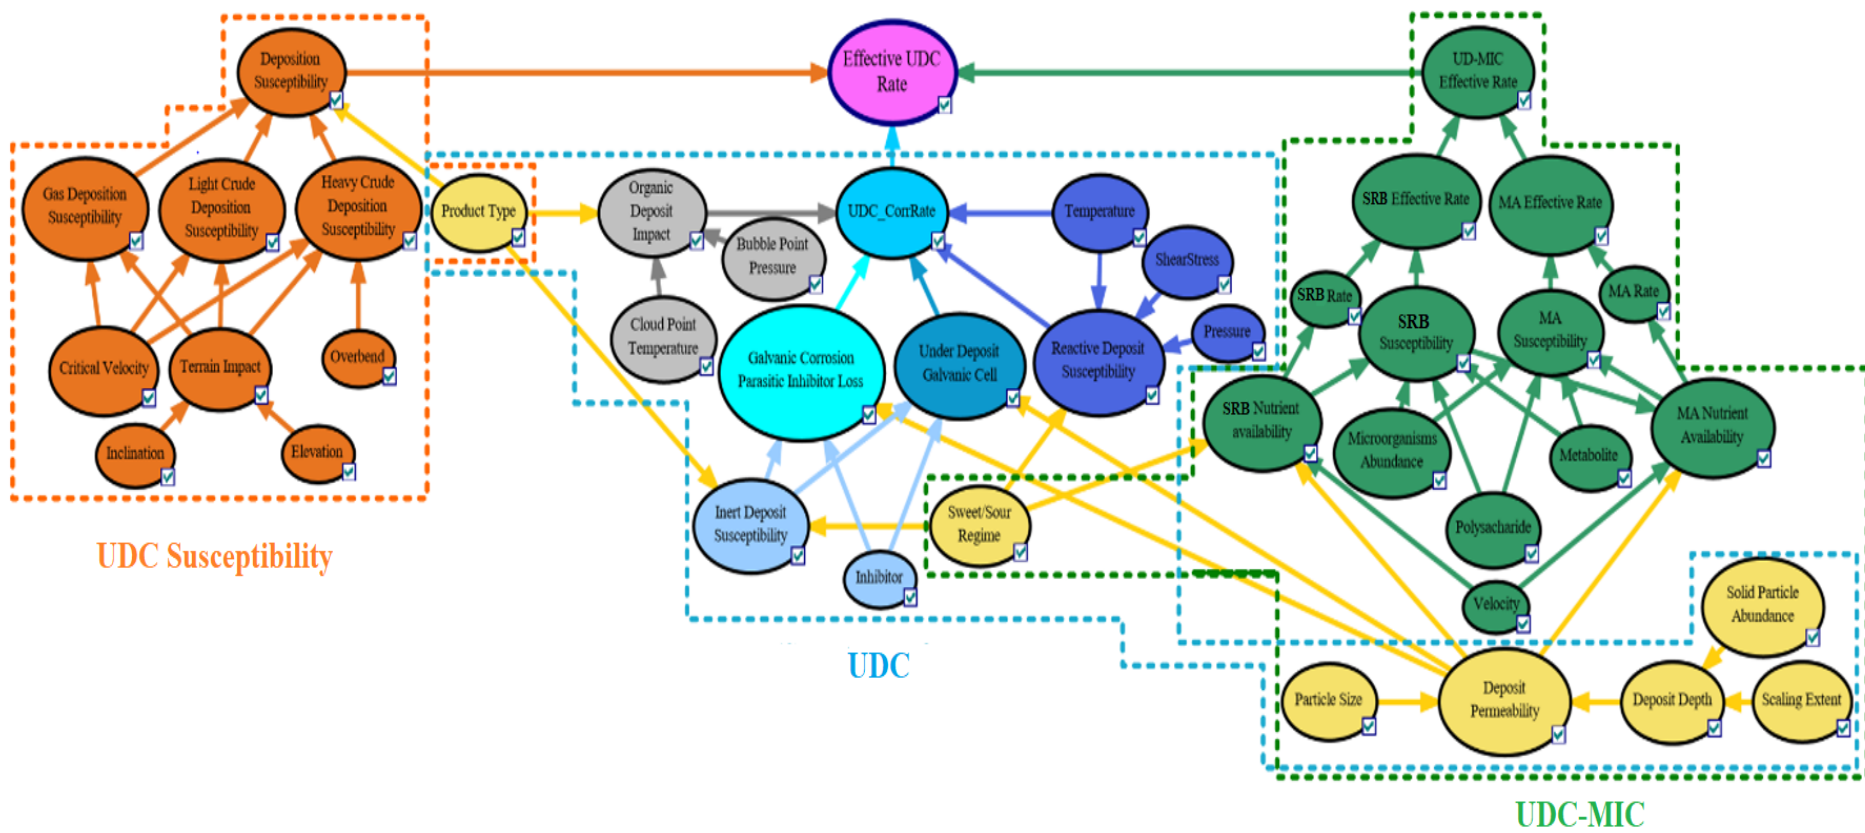 Deposition
Susceptibility
Effective UDC
Rate
UD-MIC
Effective Rate
Gas Deposition
Susceptibility
Light Crude
Deposition
Susceptibility
Heavy Crude
Deposition
Susceptibility
Product Type
Organic
Deposit
Impact
Bubble Point
Pressure
UDC_CorrRate
Temperature
ShearStress
SRB Effective Rate
MA Effective Rate
SRB Rate
MA Rate
Critical Velocity
Terrain Impact
Overbend
Cloud Point
Temperature
Galvanic Corrosion
Parasitic Inhibitor Loss
Under Deposit
Galvanic Cell
Reactive Deposit
Susceptibility
Pressure
SRB
Susceptibility
MA
Susceptibility
Inclination
Elevation
SRB Nutrient
availability
Microorganisms
Abundance
Metabolite
MA Nutrient
Availability
Inert Deposit
Susceptibility
Sweet/Sour
Regime
Inhibitor
Polysacharide
Velocity
Solid Particle
Abundance
UDC Susceptibility
UDC
Particle Size
Deposit
Permeability
Deposit Depth
Scaling Extent
UDC-MIC